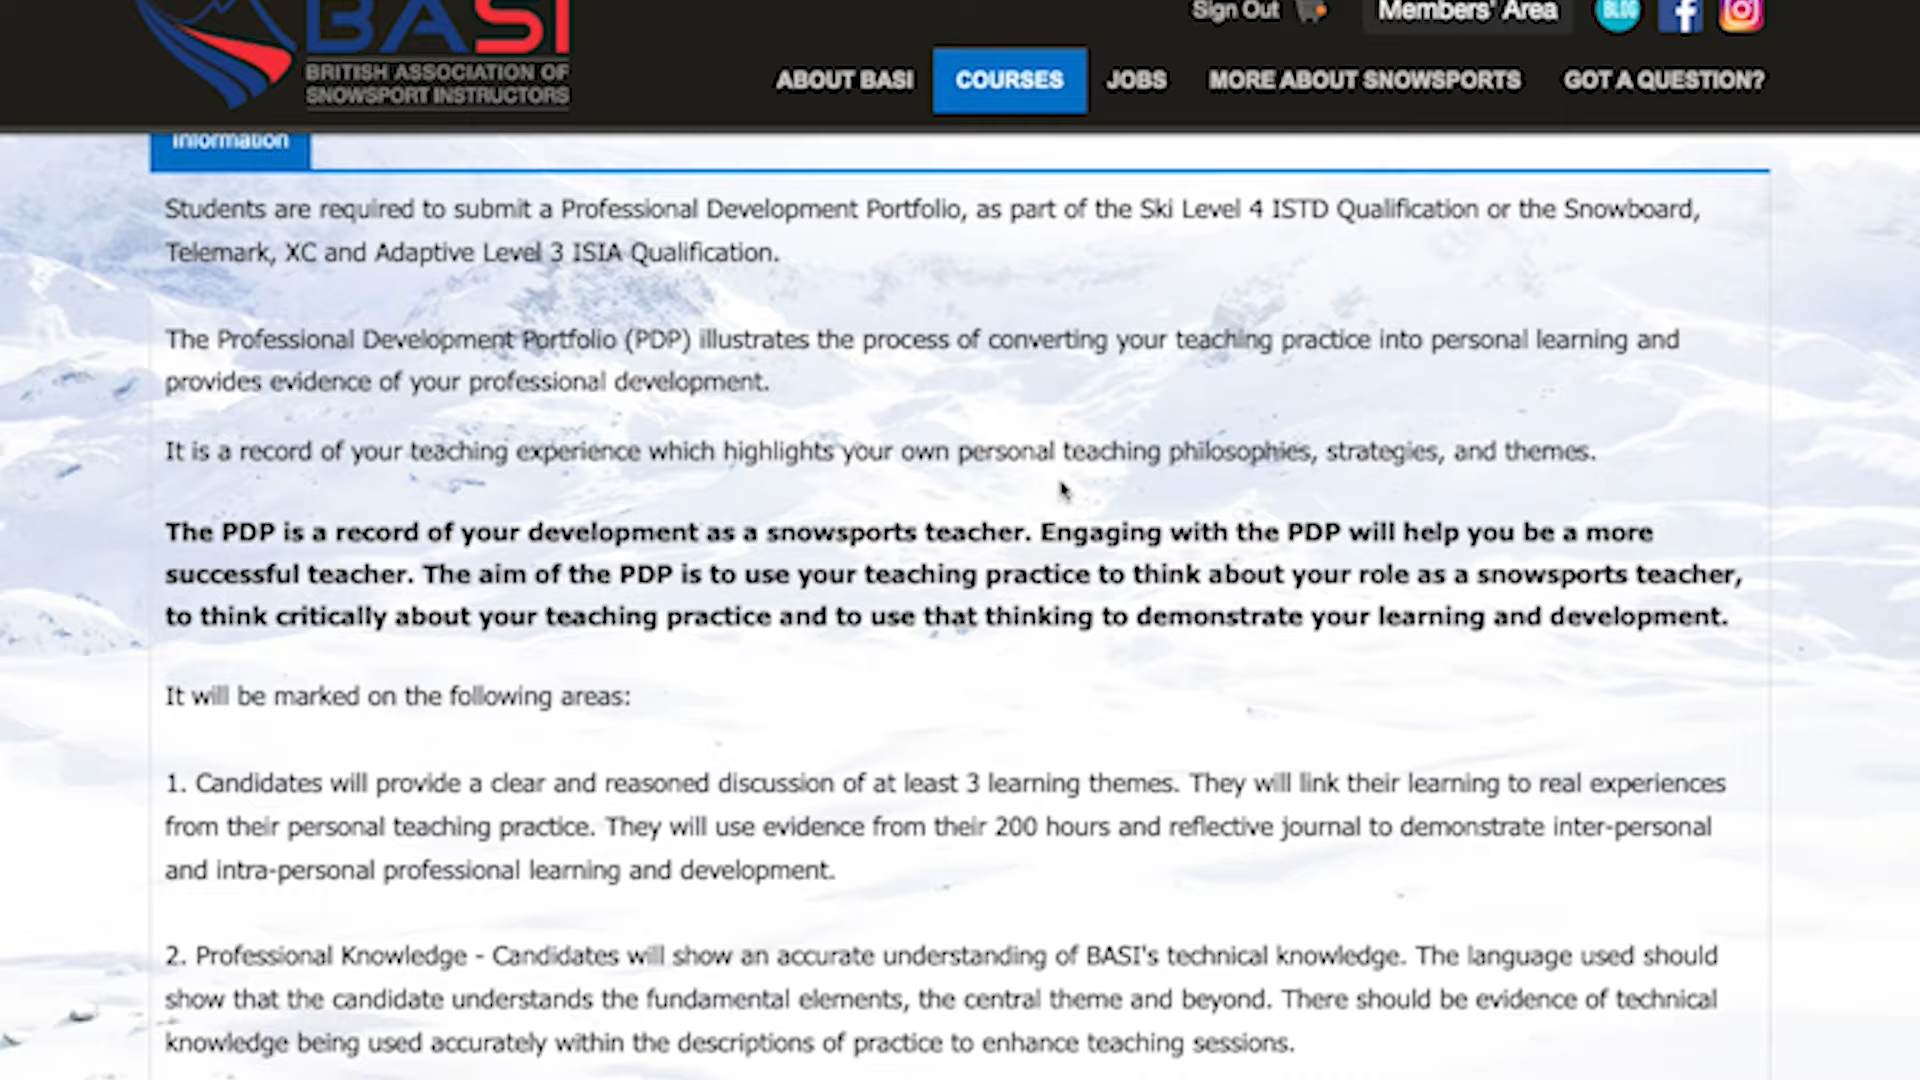 BASI
BRITISH ASSOCIATION OF
SNOWSPORT INSTRUCTORS
Sign Out
Members' Area
BLOG
ABOUT BASI
COURSES
JOBS
MORE ABOUT SNOWSPORTS
GOT A QUESTION?
Information
Students are required to submit a Professional Development Portfolio, as part of the Ski Level 4 ISTD Qualification or the Snowboard,
Telemark, XC and Adaptive Level 3 ISIA Qualification.
The Professional Development Portfolio (PDP) illustrates the process of converting your teaching practice into personal learning and
provides evidence of your professional development.
It is a record of your teaching experience which highlights your own personal teaching philosophies, strategies, and themes.
The PDP is a record of your development as a snowsports teacher. Engaging with the PDP will help you be a more
successful teacher. The aim of the PDP is to use your teaching practice to think about your role as a snowsports teacher,
to think critically about your teaching practice and to use that thinking to demonstrate your learning and development.
It will be marked on the following areas:
1. Candidates will provide a clear and reasoned discussion of at least 3 learning themes. They will link their learning to real experiences
from their personal teaching practice. They will use evidence from their 200 hours and reflective journal to demonstrate inter-personal
and intra-personal professional learning and development.
2. Professional Knowledge - Candidates will show an accurate understanding of BASI's technical knowledge. The language used should
show that the candidate understands the fundamental elements, the central theme and beyond. There should be evidence of technical
knowledge being used accurately within the descriptions of practice to enhance teaching sessions.